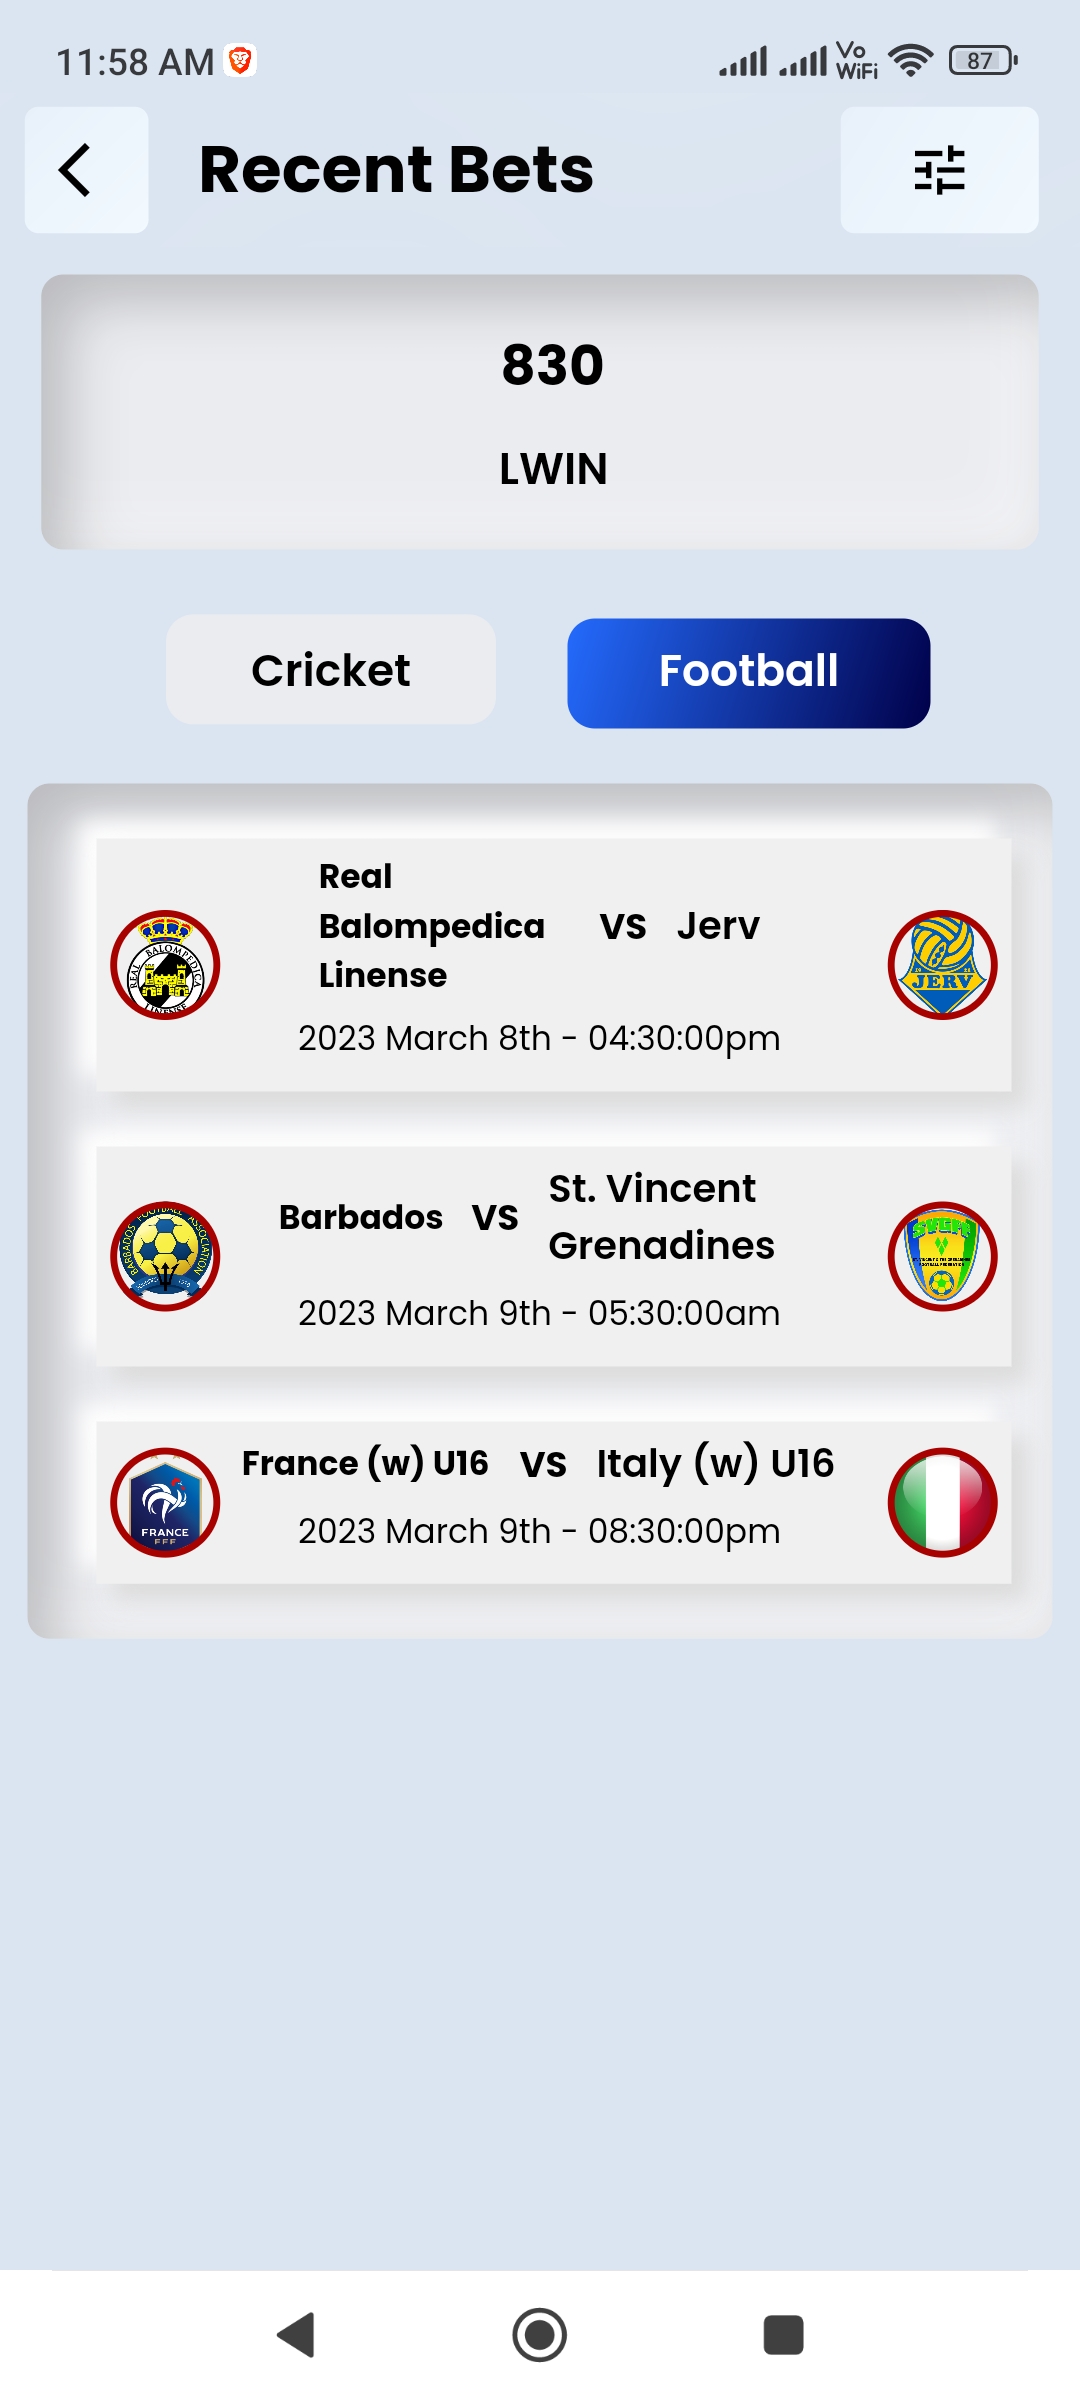 11:58 AM
Vo
WiFi
87
Recent Bets
830
LWIN
Cricket
Football
Real
Balompedica
Linense
VS
Jerv
REAL BALOMPEDICA
LINENSE
JERV
2023 March 8th - 04:30:00pm
Barbados
VS
St. Vincent
Grenadines
BARBADOS FOOTBALL ASSOCIATION
SVGFF
2023 March 9th - 05:30:00am
France (w) U16 VS Italy (w) U16
FRANCE
FFF
2023 March 9th - 08:30:00pm